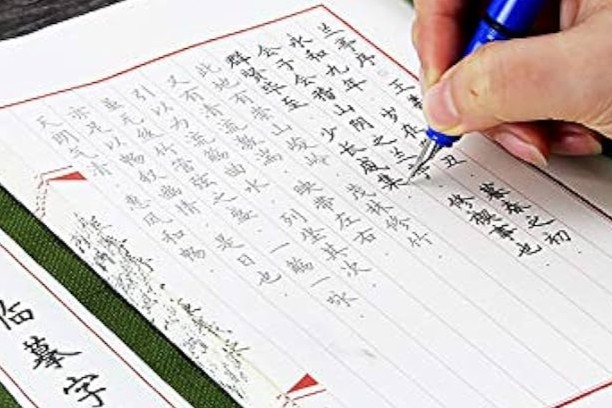 兰亭序. 王羲
永和九年. 岁 丑. 暮春之初.
会于会稽山阴之兰亭. 修禊事也.
群贤毕至. 少长咸集.
此地有崇山峻岭. 茂林修竹.
又有清流激湍. 映带左右.
引以为流觞曲水. 列坐其次.
虽无丝竹管弦之盛. 一觞一咏.
亦足以畅叙幽情. 是日也.
天朗气清. 惠风和畅.
临摹字